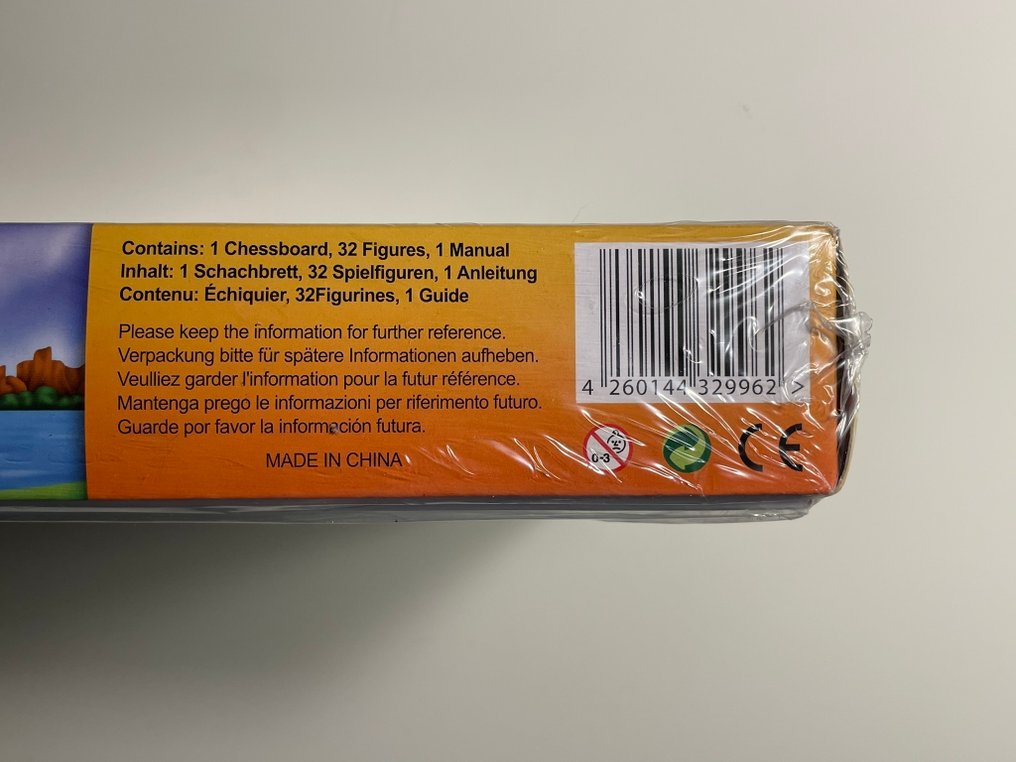 Contains: 1 Chessboard, 32 Figures, 1 Manual
Inhalt: 1 Schachbrett, 32 Spielfiguren, 1 Anleitung
Contenu: Échiquier, 32Figurines, 1 Guide
Please keep the information for further reference.
Verpackung bitte für spätere Informationen aufheben.
Veulliez garder l'information pour la futur référence.
Mantenga prego le informazioni per riferimento futuro.
Guarde por favor la información futura.
MADE IN CHINA
4 260144 329962 >
0-3
CE